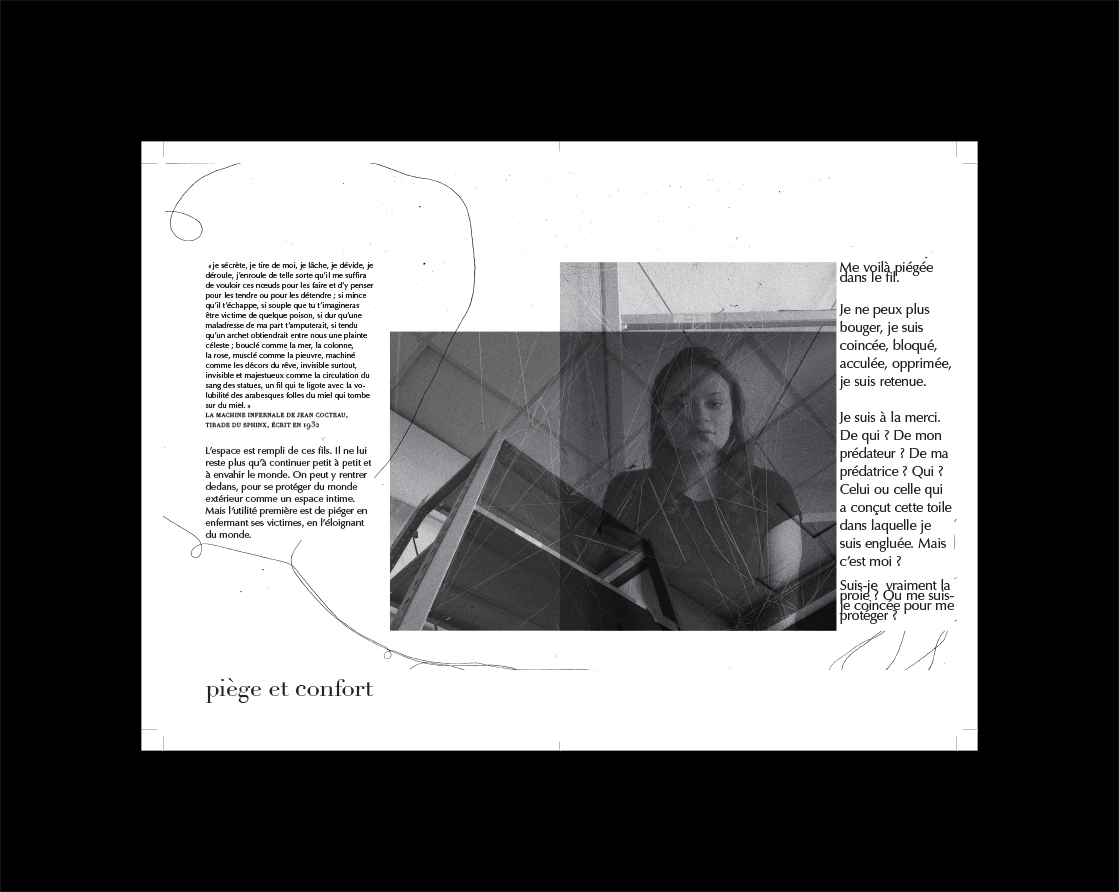 « je sécrète, je tire de moi, je lâche, je dévide, je
déroule, j'enroule de telle sorte qu'il me suffira
de vouloir ces nœuds pour les faire et d'y penser
pour les tendre ou pour les détendre ; si mince
qu'il t'échappe, si souple que tu t'imagineras
être victime de quelque poison, si dur qu'une
maladresse de ma part t'amputerait, si tendu
qu'un archet obtiendrait entre nous une plainte
céleste ; bouclé comme la mer, la colonne,
la rose, musclé comme la pieuvre, machiné
comme les décors du rêve, invisible surtout,
invisible et majestueux comme la circulation du
sang des statues, un fil qui te ligote avec la vo-
lubilité des arabesques folles du miel qui tombe
sur du miel. »
LA MACHINE INFERNALE DE JEAN COCTEAU,
TIRADE DU SPHINX, ÉCRIT EN 1932
L'espace est rempli de ces fils. Il ne lui
reste plus qu'à continuer petit à petit et
à envahir le monde. On peut y rentrer
dedans, pour se protéger du monde
extérieur comme un espace intime.
Mais l'utilité première est de piéger en
enfermant ses victimes, en l'éloignant
du monde.
piège et confort
Me voilà piégée
dans le fil.
Je ne peux plus
bouger, je suis
coincée, bloqué,
acculée, opprimée,
je suis retenue.
Je suis à la merci.
De qui ? De mon
prédateur ? De ma
prédatrice ? Qui ?
Celui ou celle qui
a conçut cette toile
dans laquelle je
suis engluée. Mais
c'est moi ?
Suis-je vraiment la
proie ? Ou me suis-
je coincée pour me
protéger ?